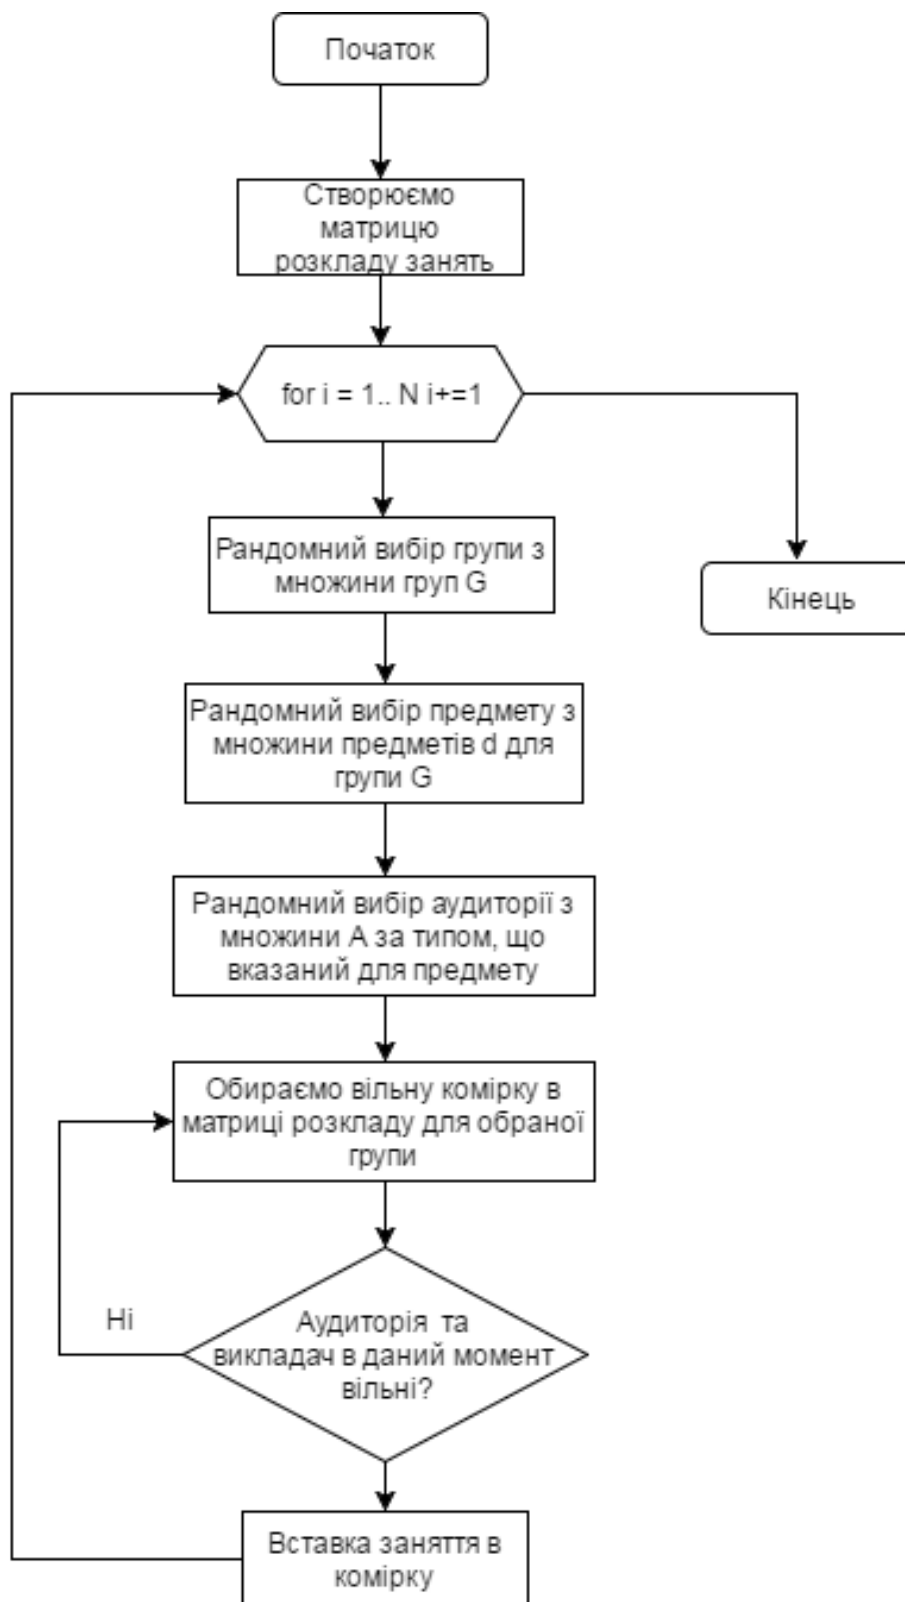 Початок
Створюємо
матрицю
розкладу занять
for i = 1.. N i+=1
Рандомний вибір групи з
множини груп G
Кінець
Рандомний вибір предмету з
множини предметів d для
групи G
Рандомний вибір аудиторії з
множини А за типом, що
вказаний для предмету
Обираємо вільну комірку в
матриці розкладу для обраної
групи
Ні
Аудиторія та
викладач в даний момент
вільні?
Вставка заняття в
комірку